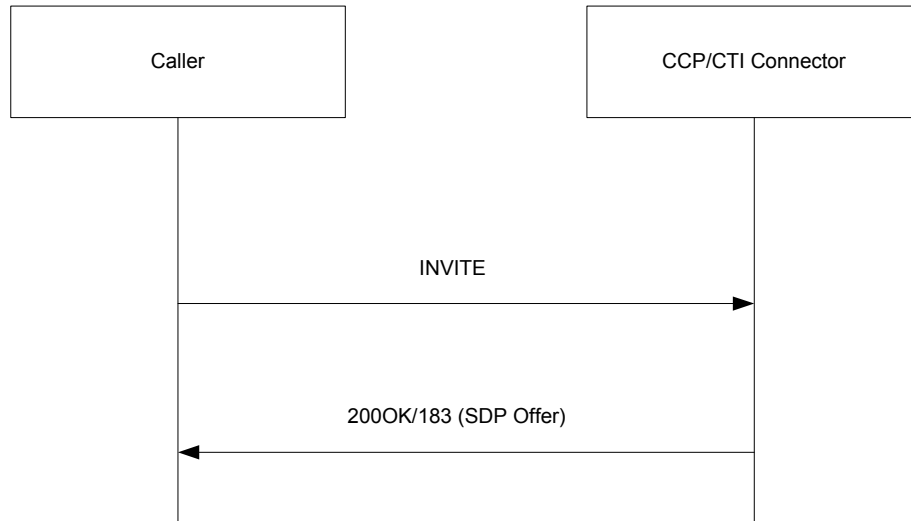 Caller
CCP/CTI Connector
INVITE
200OK/183 (SDP Offer)